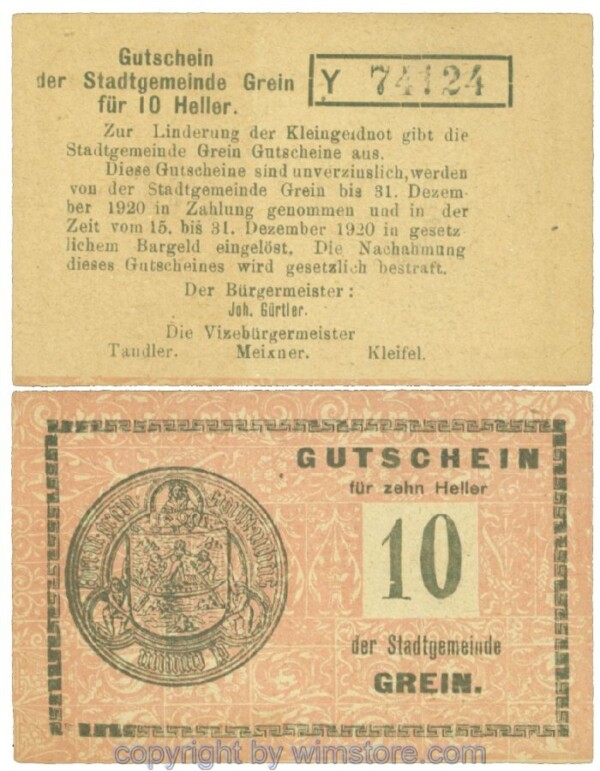 Gutschein
der Stadtgemeinde Grein
für 10 Heller.
Y 74124
Zur Linderung der Kleingeldnot gibt die
Stadtgemeinde Grein Gutscheine aus.
Diese Gutscheine sind unverzinslich, werden
von der Stadtgemeinde Grein bis 31. Dezem-
ber 1920 in Zahlung genommen und in der
Zeit vom 15. bis 31. Dezember 1920 in gesetz-
lichem Bargeld eingelöst. Die Nachahmung
dieses Gutscheines wird gesetzlich bestraft.
Der Bürgermeister:
Joh. Gürtler.
Die Vizebürgermeister
Tandler. Meixner. Kleifel.
GUTSCHEIN
für zehn Heller
10
der Stadtgemeinde
GREIN.
copyright by wimstore.com